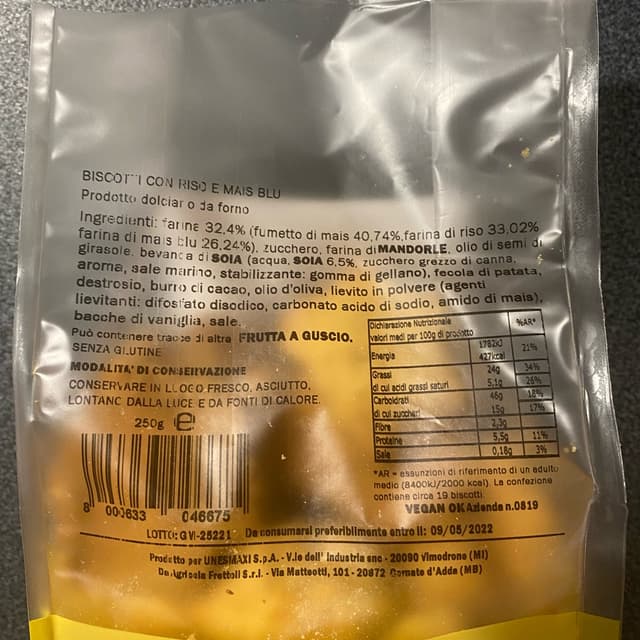 BISCOTTI CON RISO E MAIS BLU
Prodotto dolciario da forno
Ingredienti: farine 32,4% (fumetto di mais 40,74%,farina di riso 33,02%
farina di mais blu 26,24%), zucchero, farina di MANDORLE, olio di semi di
girasole, bevanda di SOIA (acqua, SOIA 6,5%, zucchero grezzo di canna,
aroma, sale marino, stabilizzante: gomma di gellano), fecola di patata,
destrosio, burro di cacao, olio d'oliva, lievito in polvere (agenti
lievitanti: difosfato disodico, carbonato acido di sodio, amido di mais),
bacche di vaniglia, sale.
Può contenere tracce di altra FRUTTA A GUSCIO.
SENZA GLUTINE
MODALITA' DI CONSERVAZIONE
CONSERVARE IN LUOGO FRESCO, ASCIUTTO,
LONTANO DALLA LUCE E DA FONTI DI CALORE.
250g e
8 000633 046675
Dichiarazione Nutrizionale
valori medi per 100g di prodotto %AR*
Energia 1782kJ 427kcal 21%
Grassi 24g 34%
di cui acidi grassi saturi 5,1g 26%
Carboidrati 46g 18%
di cui zuccheri 15g 17%
Fibre 2,3g
Proteine 5,5g 11%
Sale 0,18g 3%
*AR = assunzioni di riferimento di un adulto
medio (8400kJ/2000 kcal). La confezione
contiene circa 19 biscotti
VEGAN OK Azienda n.0819
LOTTO: GVI-25221 Da consumarsi preferibilmente entro il: 09/05/2022
Prodotto per UNESMAXI S.p.A. - V.le dell' Industria snc - 20090 Vimodrone (MI)
Da Agricola Frettoli S.r.l. - Via Matteotti, 101 - 20872 Cornate d'Adda (MB)